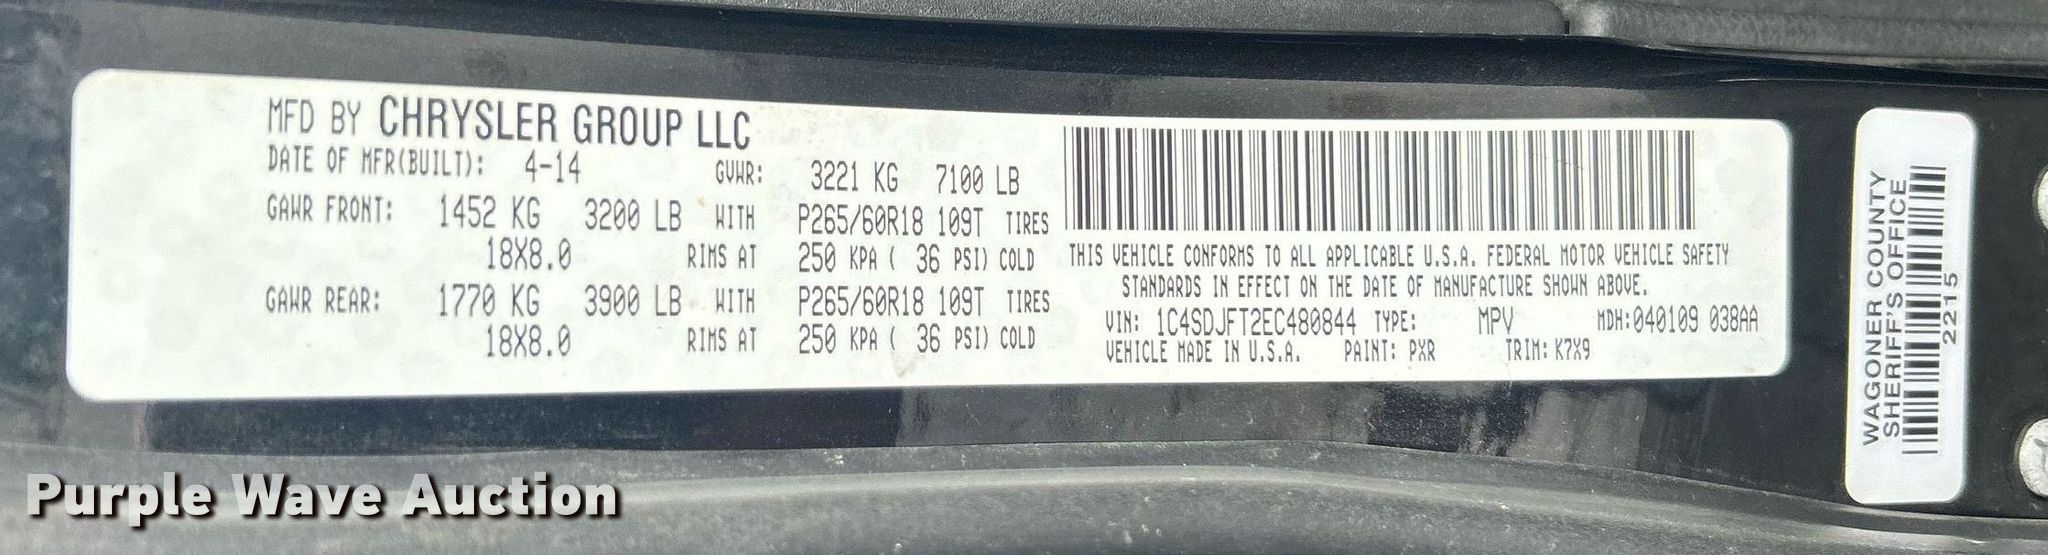 MFD BY CHRYSLER GROUP LLC
DATE OF MFR(BUILT): 4-14 GVWR: 3221 KG 7100 LB
GAWR FRONT: 1452 KG 3200 LB WITH P265/60R18 109T TIRES
18X8.0 RIMS AT 250 KPA ( 36 PSI) COLD
GAWR REAR: 1770 KG 3900 LB WITH P265/60R18 109T TIRES
18X8.0 RIMS AT 250 KPA ( 36 PSI) COLD
THIS VEHICLE CONFORMS TO ALL APPLICABLE U.S.A. FEDERAL MOTOR VEHICLE SAFETY
STANDARDS IN EFFECT ON THE DATE OF MANUFACTURE SHOWN ABOVE.
VIN: 1C4SDJFT2EC480844 TYPE: MPV MDH:040109 038AA
VEHICLE MADE IN U.S.A. PAINT: PXR TRIM: K7X9
WAGONER COUNTY
SHERIFF'S OFFICE
2215
Purple Wave Auction